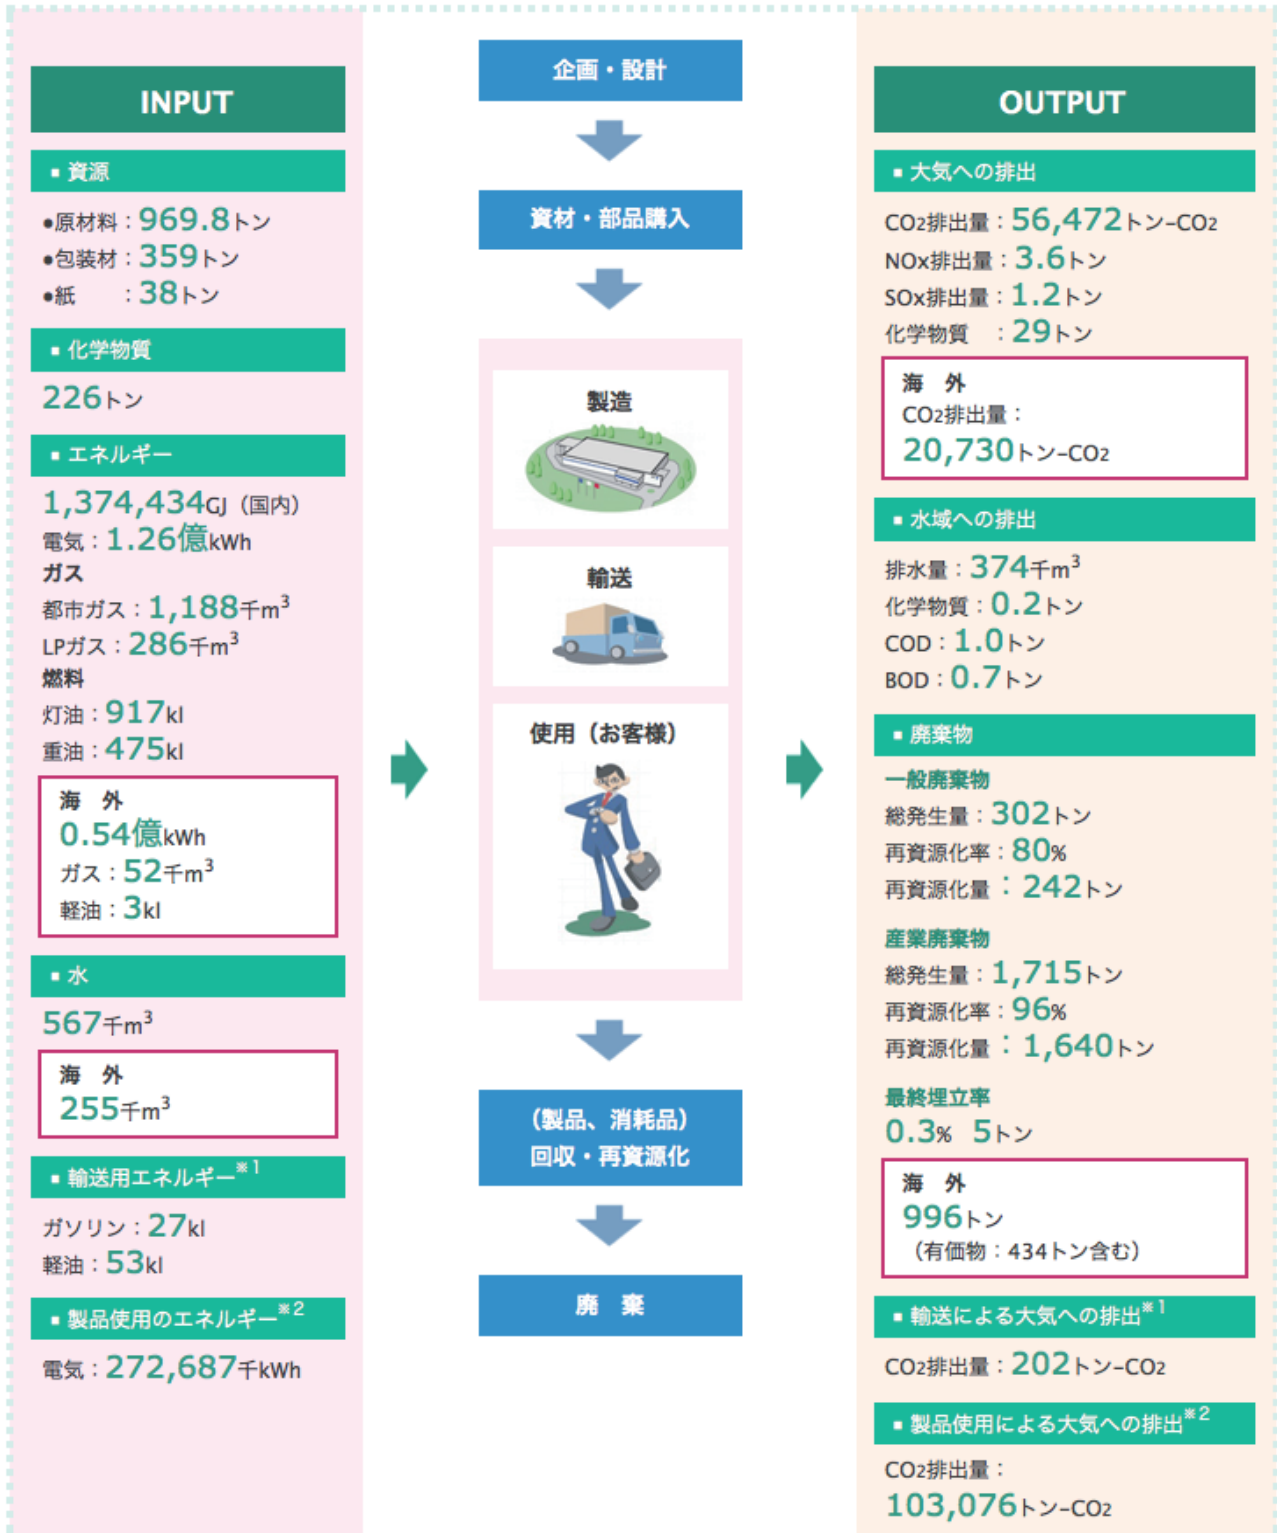 INPUT
▪ 資源
●原材料：969.8トン
●包装材：359トン
●紙　　：38トン
▪ 化学物質
226トン
▪ エネルギー
1,374,434GJ（国内）
電気：1.26億kWh
ガス
都市ガス：1,188千m³
LPガス：286千m³
燃料
灯油：917kl
重油：475kl
海　外
0.54億kWh
ガス：52千m³
軽油：3kl
▪ 水
567千m³
海　外
255千m³
▪ 輸送用エネルギー※1
ガソリン：27kl
軽油：53kl
▪ 製品使用のエネルギー※2
電気：272,687千kWh
企画・設計
資材・部品購入
製造
輸送
使用（お客様）
（製品、消耗品）
回収・再資源化
廃　棄
OUTPUT
▪ 大気への排出
CO2排出量：56,472トン−CO2
NOx排出量：3.6トン
SOx排出量：1.2トン
化学物質　：29トン
海　外
CO2排出量：
20,730トン−CO2
▪ 水域への排出
排水量：374千m³
化学物質：0.2トン
COD：1.0トン
BOD：0.7トン
▪ 廃棄物
一般廃棄物
総発生量：302トン
再資源化率：80%
再資源化量：242トン
産業廃棄物
総発生量：1,715トン
再資源化率：96%
再資源化量：1,640トン
最終埋立率
0.3%　5トン
海　外
996トン
（有価物：434トン含む）
▪ 輸送による大気への排出※1
CO2排出量：202トン−CO2
▪ 製品使用による大気への排出※2
CO2排出量：
103,076トン−CO2